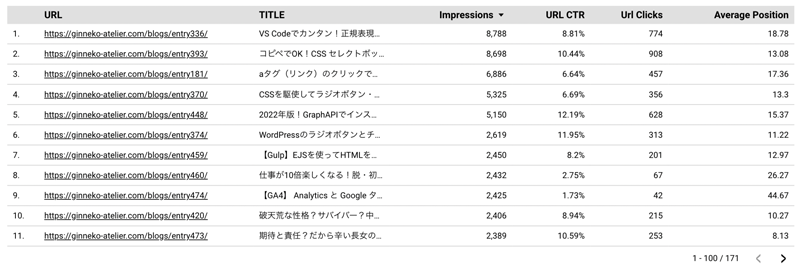 URL TITLE Impressions URL CTR Url Clicks Average Position
1. https://ginneko-atelier.com/blogs/entry336/ VS Codeでカンタン！正規表現… 8,788 8.81% 774 18.78
2. https://ginneko-atelier.com/blogs/entry393/ コピペでOK！CSS セレクトボッ… 8,698 10.44% 908 13.08
3. https://ginneko-atelier.com/blogs/entry181/ aタグ（リンク）のクリックで… 6,886 6.64% 457 17.36
4. https://ginneko-atelier.com/blogs/entry370/ CSSを駆使してラジオボタン・… 5,325 6.69% 356 13.3
5. https://ginneko-atelier.com/blogs/entry448/ 2022年版！GraphAPIでインス… 5,150 12.19% 628 15.37
6. https://ginneko-atelier.com/blogs/entry374/ WordPressのラジオボタンとチ… 2,619 11.95% 313 11.22
7. https://ginneko-atelier.com/blogs/entry459/ 【Gulp】EJSを使ってHTMLを… 2,450 8.2% 201 12.97
8. https://ginneko-atelier.com/blogs/entry460/ 仕事が10倍楽しくなる！脱・初… 2,432 2.75% 67 26.27
9. https://ginneko-atelier.com/blogs/entry474/ 【GA4】 Analytics と Google タ… 2,425 1.73% 42 44.67
10. https://ginneko-atelier.com/blogs/entry420/ 破天荒な性格？サバイバー？中… 2,406 8.94% 215 10.27
11. https://ginneko-atelier.com/blogs/entry473/ 期待と責任？だから辛い長女の… 2,389 10.59% 253 8.13
1 - 100 / 171